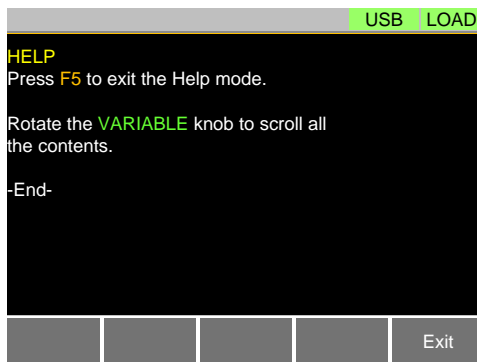 USB LOAD
HELP
Press F5 to exit the Help mode.
Rotate the VARIABLE knob to scroll all
the contents.
-End-
Exit